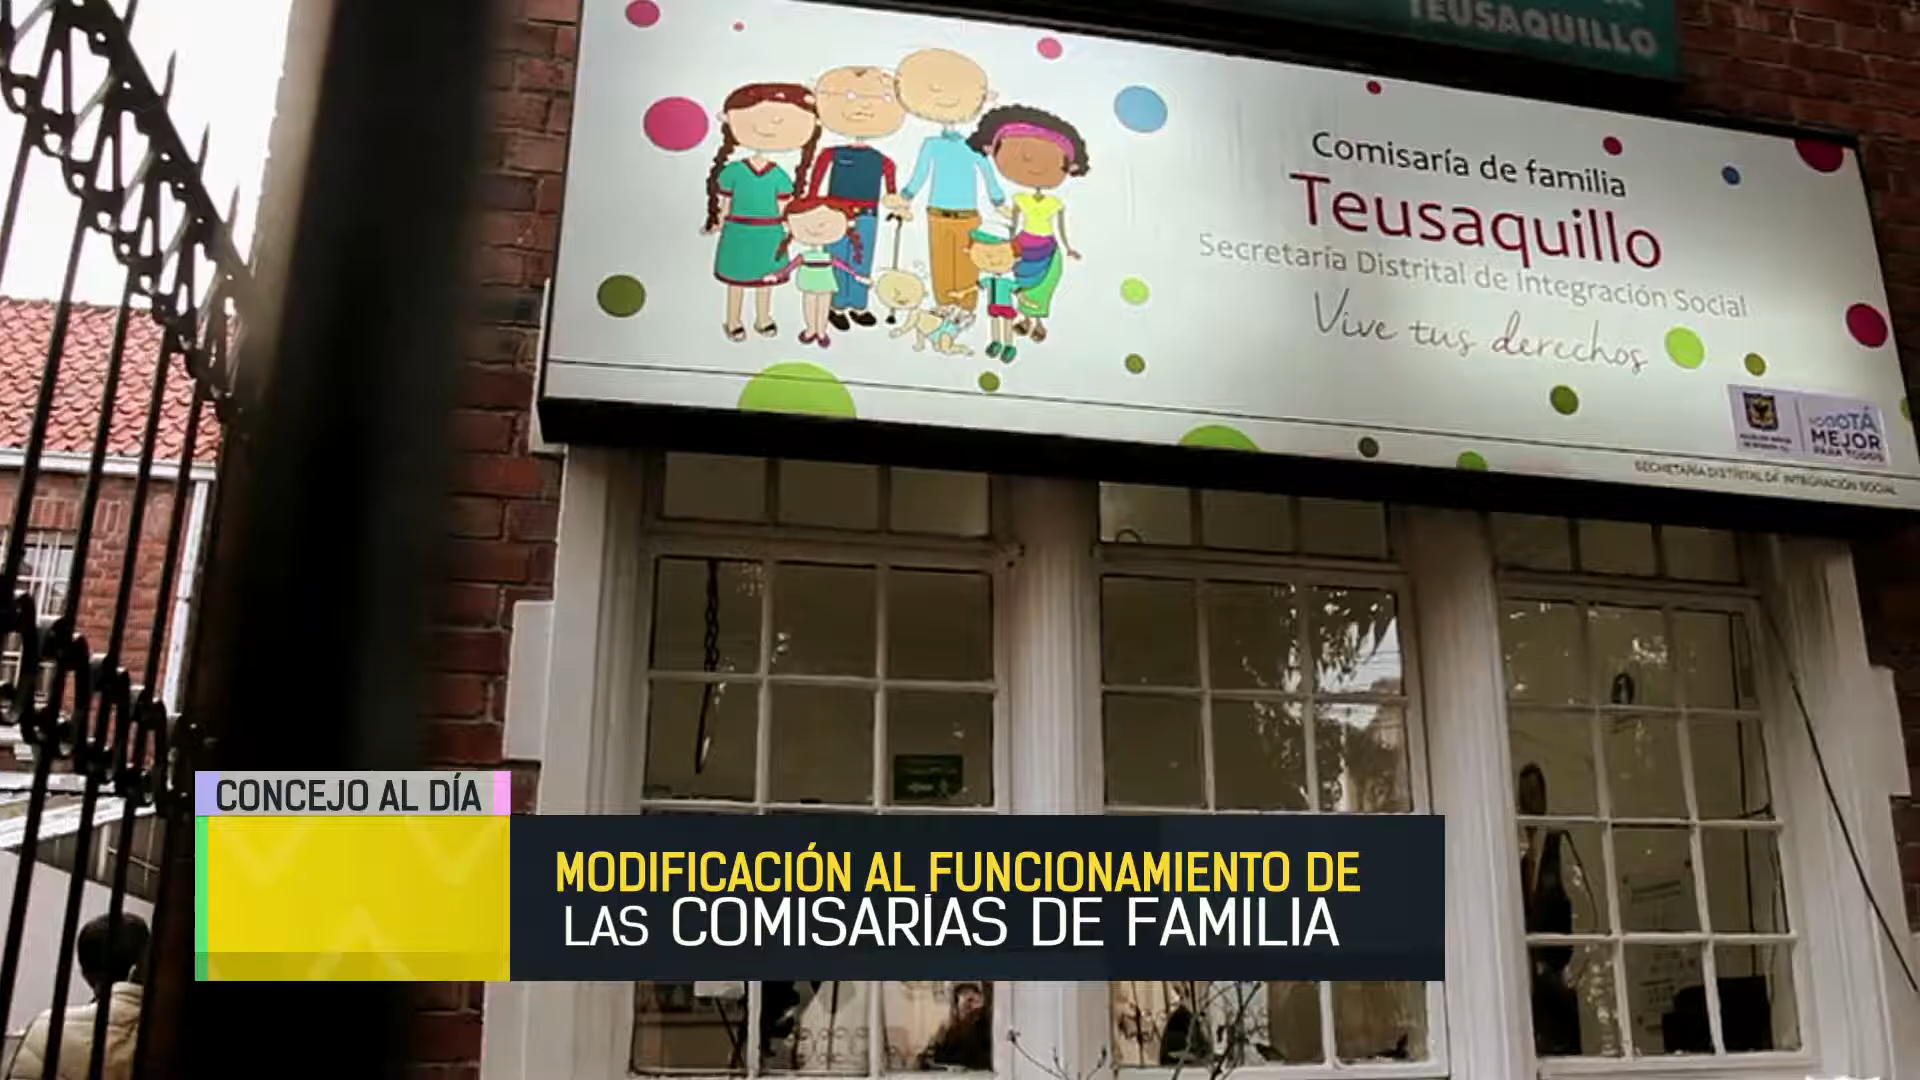 TEUSAQUILLO
Comisaría de familia
Teusaquillo
Secretaría Distrital de Integración Social
Vive tus derechos
BOGOTÁ
MEJOR
PARA TODOS
SECRETARÍA DISTRITAL DE INTEGRACIÓN SOCIAL
CONCEJO AL DÍA
MODIFICACIÓN AL FUNCIONAMIENTO DE
LAS COMISARÍAS DE FAMILIA